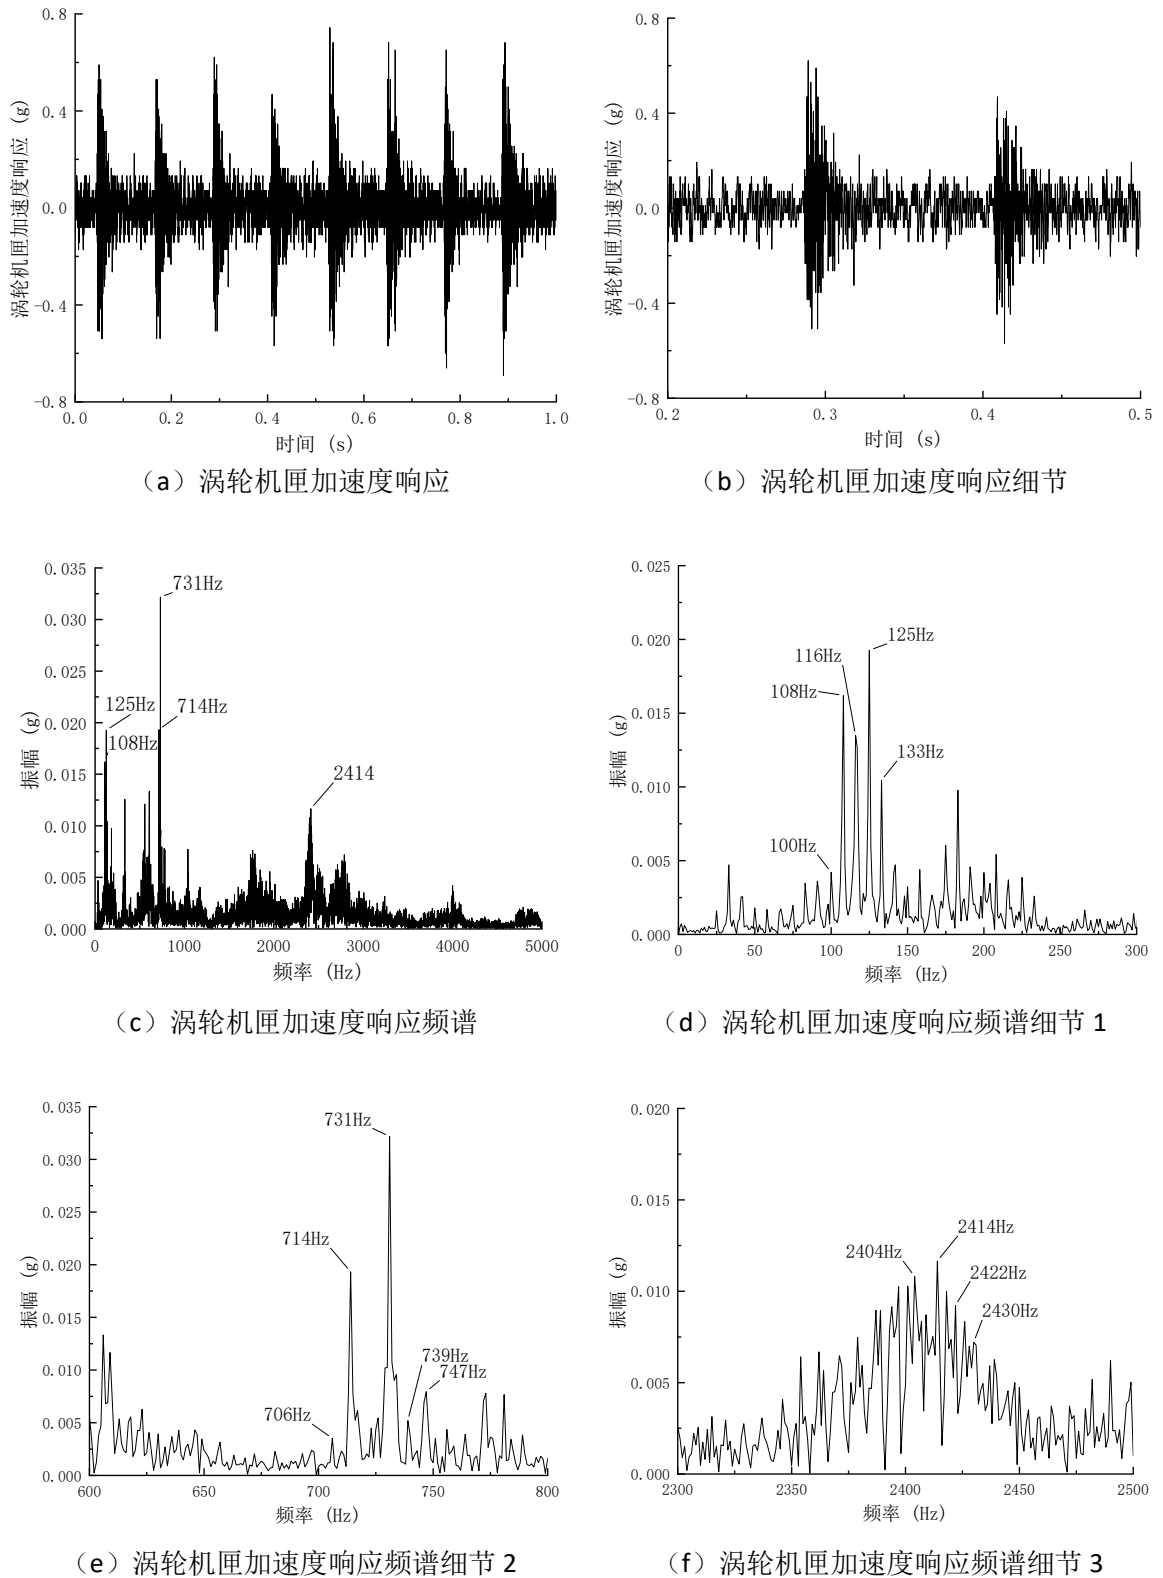 0.8
0.4
0.0
-0.4
-0.8
涡轮机匣加速度响应 (g)
0.0 0.2 0.4 0.6 0.8 1.0
时间 (s)
（a）涡轮机匣加速度响应
0.8
0.4
0.0
-0.4
-0.8
涡轮机匣加速度响应 (g)
0.2 0.3 0.4 0.5
时间 (s)
（b）涡轮机匣加速度响应细节
0.035
0.030
0.025
0.020
0.015
0.010
0.005
0.000
振幅 (g)
731Hz
125Hz
714Hz
108Hz
2414
0 1000 2000 3000 4000 5000
频率 (Hz)
（c）涡轮机匣加速度响应频谱
0.025
0.020
0.015
0.010
0.005
0.000
振幅 (g)
125Hz
116Hz
108Hz
133Hz
100Hz
0 50 100 150 200 250 300
频率 (Hz)
（d）涡轮机匣加速度响应频谱细节 1
0.035
0.030
0.025
0.020
0.015
0.010
0.005
0.000
振幅 (g)
731Hz
714Hz
739Hz
747Hz
706Hz
600 650 700 750 800
频率 (Hz)
（e）涡轮机匣加速度响应频谱细节 2
0.020
0.015
0.010
0.005
0.000
振幅 (g)
2414Hz
2404Hz
2422Hz
2430Hz
2300 2350 2400 2450 2500
频率 (Hz)
（f）涡轮机匣加速度响应频谱细节 3